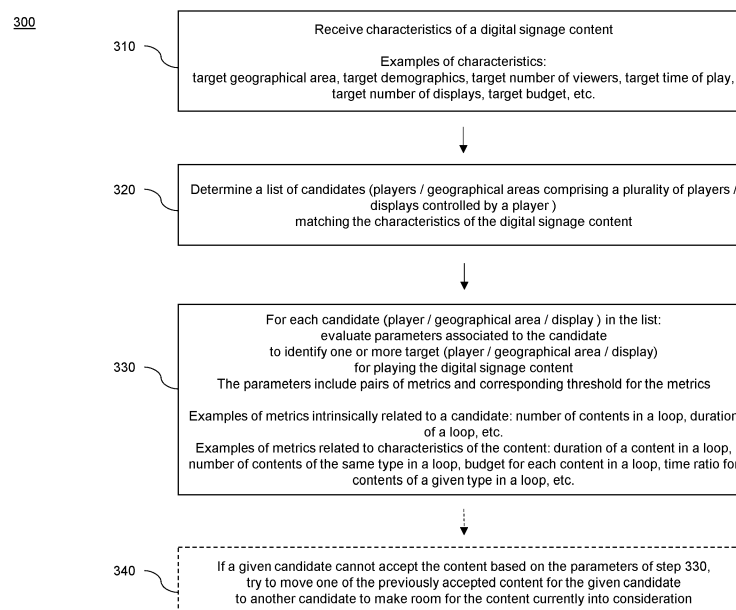 300
310
Receive characteristics of a digital signage content
Examples of characteristics:
target geographical area, target demographics, target number of viewers, target time of play,
target number of displays, target budget, etc.
320
Determine a list of candidates (players / geographical areas comprising a plurality of players /
displays controlled by a player )
matching the characteristics of the digital signage content
330
For each candidate (player / geographical area / display ) in the list:
evaluate parameters associated to the candidate
to identify one or more target (player / geographical area / display)
for playing the digital signage content
The parameters include pairs of metrics and corresponding threshold for the metrics
Examples of metrics intrinsically related to a candidate: number of contents in a loop, duration
of a loop, etc.
Examples of metrics related to characteristics of the content: duration of a content in a loop,
number of contents of the same type in a loop, budget for each content in a loop, time ratio for
contents of a given type in a loop, etc.
340
If a given candidate cannot accept the content based on the parameters of step 330,
try to move one of the previously accepted content for the given candidate
to another candidate to make room for the content currently into consideration